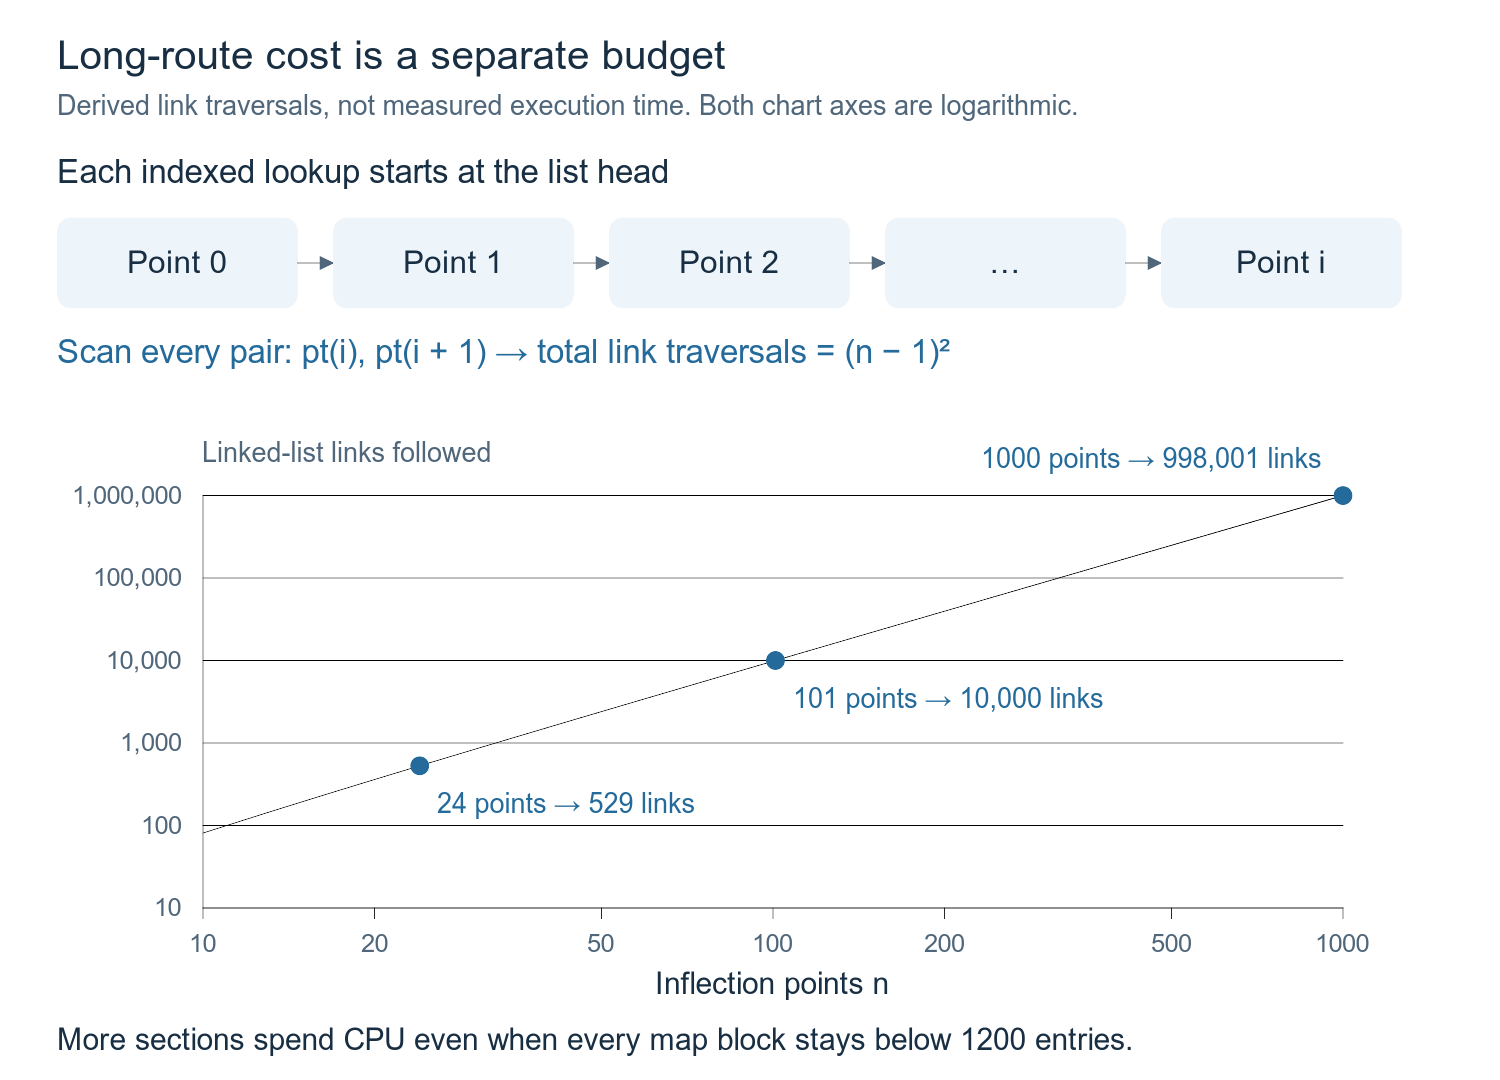 Long-route cost is a separate budget
Derived link traversals, not measured execution time. Both chart axes are logarithmic.
Each indexed lookup starts at the list head
Point 0
Point 1
Point 2
…
Point i
Scan every pair: pt(i), pt(i + 1) → total link traversals = (n − 1)²
Linked-list links followed
1000 points → 998,001 links
1,000,000
100,000
10,000
101 points → 10,000 links
1,000
24 points → 529 links
100
10
10
20
50
100
200
500
1000
Inflection points n
More sections spend CPU even when every map block stays below 1200 entries.